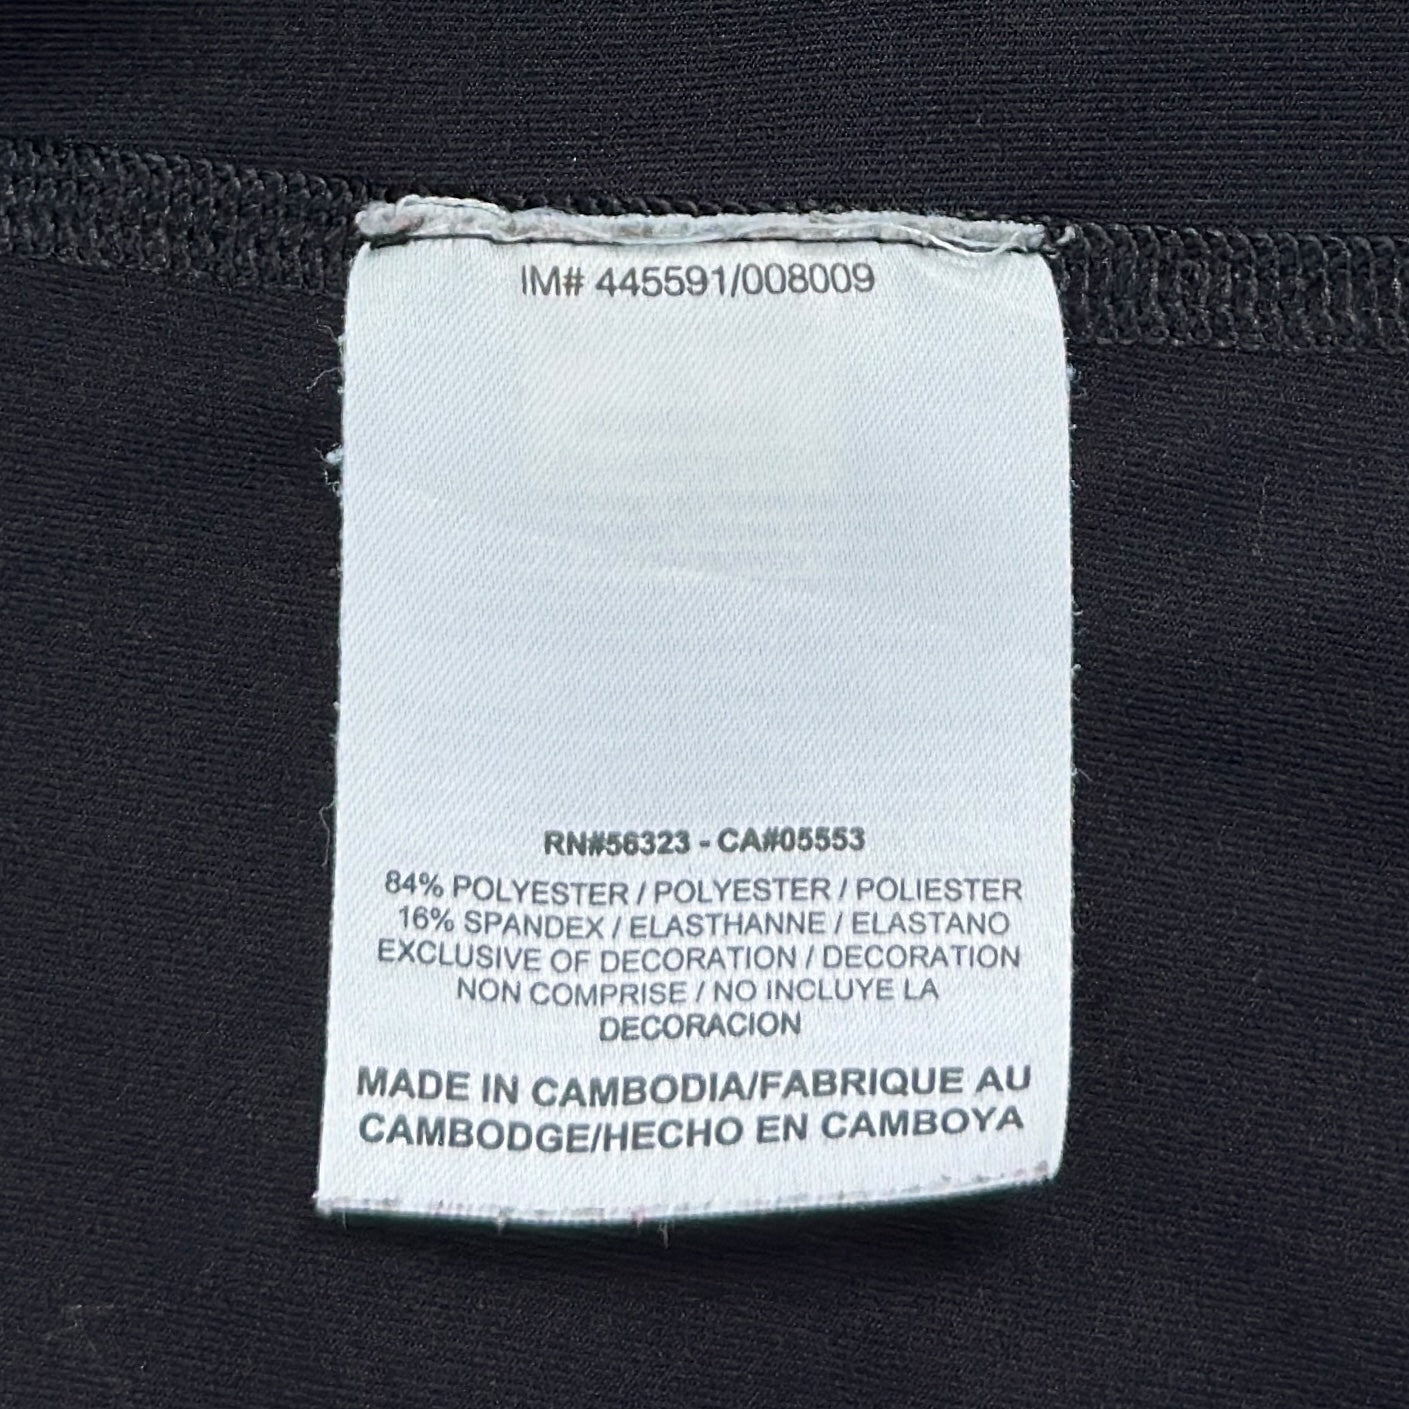 IM# 445591/008009
RN#56323 - CA#05553
84% POLYESTER / POLYESTER / POLIESTER
16% SPANDEX / ELASTHANNE / ELASTANO
EXCLUSIVE OF DECORATION / DECORATION
NON COMPRISE / NO INCLUYE LA
DECORACION
MADE IN CAMBODIA/FABRIQUE AU
CAMBODGE/HECHO EN CAMBOYA